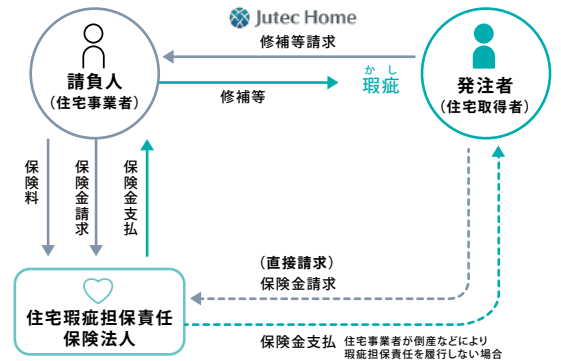 Jutec Home
修補等請求
請負人
（住宅事業者）
か し
瑕疵
修補等
発注者
（住宅取得者）
保険料
保険金請求
保険金支払
（直接請求）
保険金請求
住宅瑕疵担保責任
保険法人
保険金支払
住宅事業者が倒産などにより
瑕疵担保責任を履行しない場合